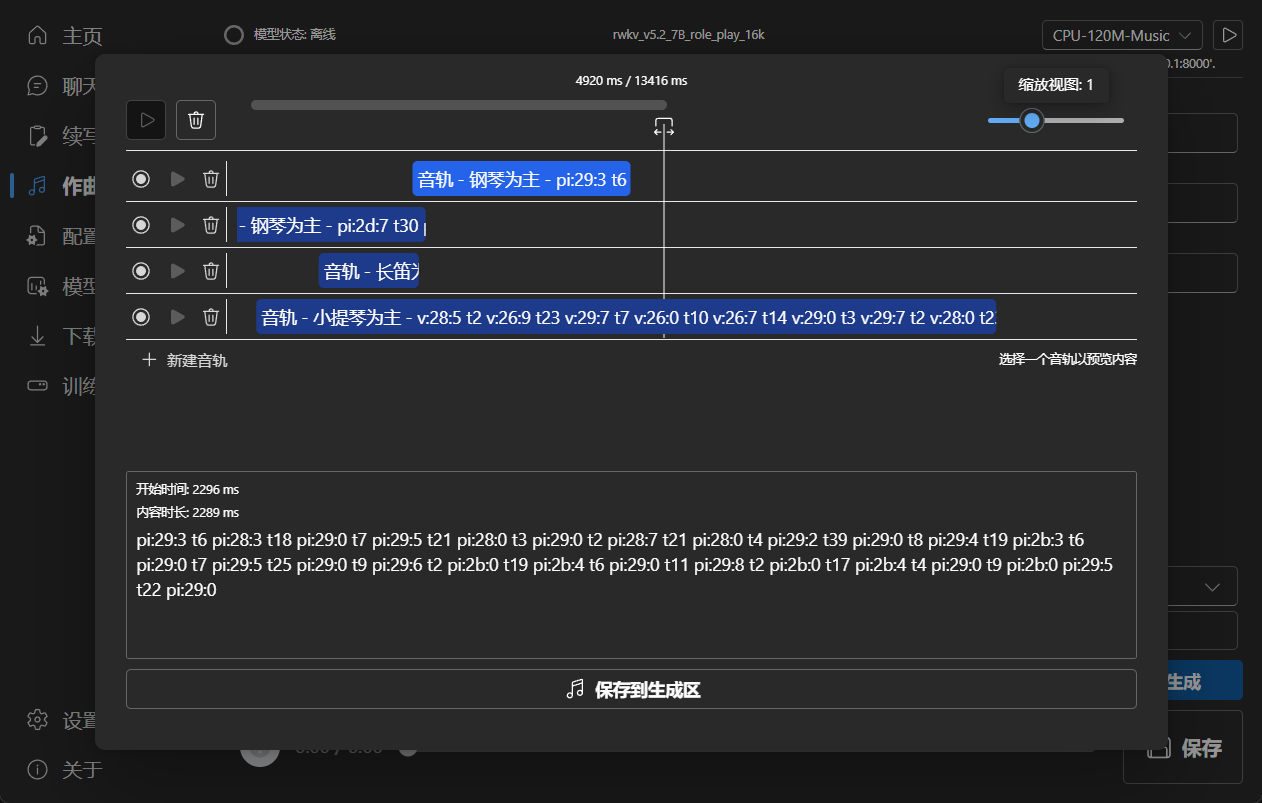 主页
模型状态: 离线
rwkv_v5.2_7B_role_play_16k
CPU-120M-Music
0.1:8000'.
聊天
续写
作曲
配置
模型
下载
训练
设置
关于
4920 ms / 13416 ms
缩放视图: 1
音轨 - 钢琴为主 - pi:29:3 t6
- 钢琴为主 - pi:2d:7 t30
音轨 - 长笛为
音轨 - 小提琴为主 - v:28:5 t2 v:26:9 t23 v:29:7 t7 v:26:0 t10 v:26:7 t14 v:29:0 t3 v:29:7 t2 v:28:0 t2
新建音轨
选择一个音轨以预览内容
开始时间: 2296 ms
内容时长: 2289 ms
pi:29:3 t6 pi:28:3 t18 pi:29:0 t7 pi:29:5 t21 pi:28:0 t3 pi:29:0 t2 pi:28:7 t21 pi:28:0 t4 pi:29:2 t39 pi:29:0 t8 pi:29:4 t19 pi:2b:3 t6
pi:29:0 t7 pi:29:5 t25 pi:29:0 t9 pi:29:6 t2 pi:2b:0 t19 pi:2b:4 t6 pi:29:0 t11 pi:29:8 t2 pi:2b:0 t17 pi:2b:4 t4 pi:29:0 t9 pi:2b:0 pi:29:5
t22 pi:29:0
保存到生成区
生成
保存